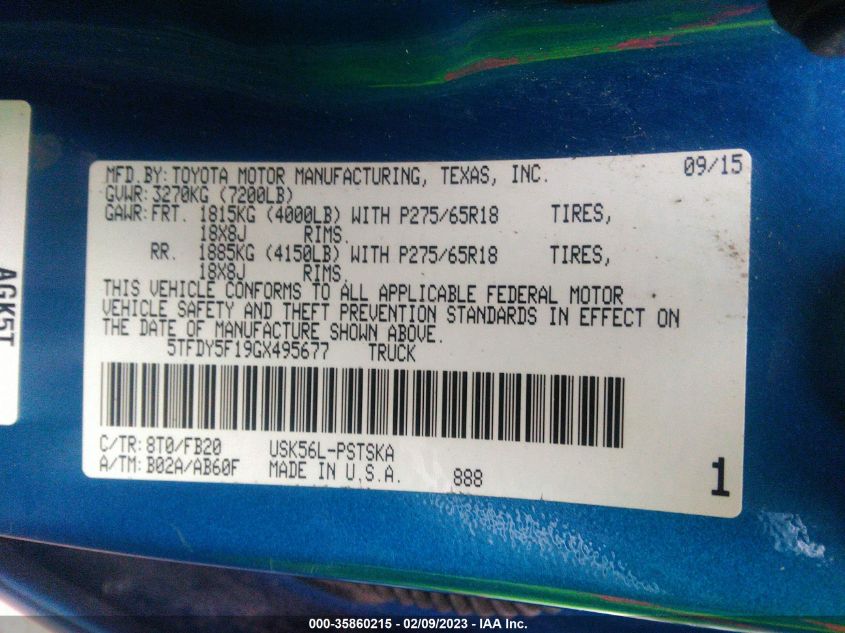 MFD.BY:TOYOTA MOTOR MANUFACTURING, TEXAS, INC. 09/15
GVWR:3270KG (7200LB)
GAWR:FRT. 1815KG (4000LB) WITH P275/65R18 TIRES,
18X8J RIMS.
RR. 1885KG (4150LB) WITH P275/65R18 TIRES,
18X8J RIMS.
THIS VEHICLE CONFORMS TO ALL APPLICABLE FEDERAL MOTOR
VEHICLE SAFETY AND THEFT PREVENTION STANDARDS IN EFFECT ON
THE DATE OF MANUFACTURE SHOWN ABOVE.
5TFDY5F19GX495677 TRUCK
C/TR:8T0/FB20 USK56L-PSTSKA
A/TM:B02A/AB60F MADE IN U.S.A. 888 1
AGK5T
000-35860215 - 02/09/2023 - IAA Inc.